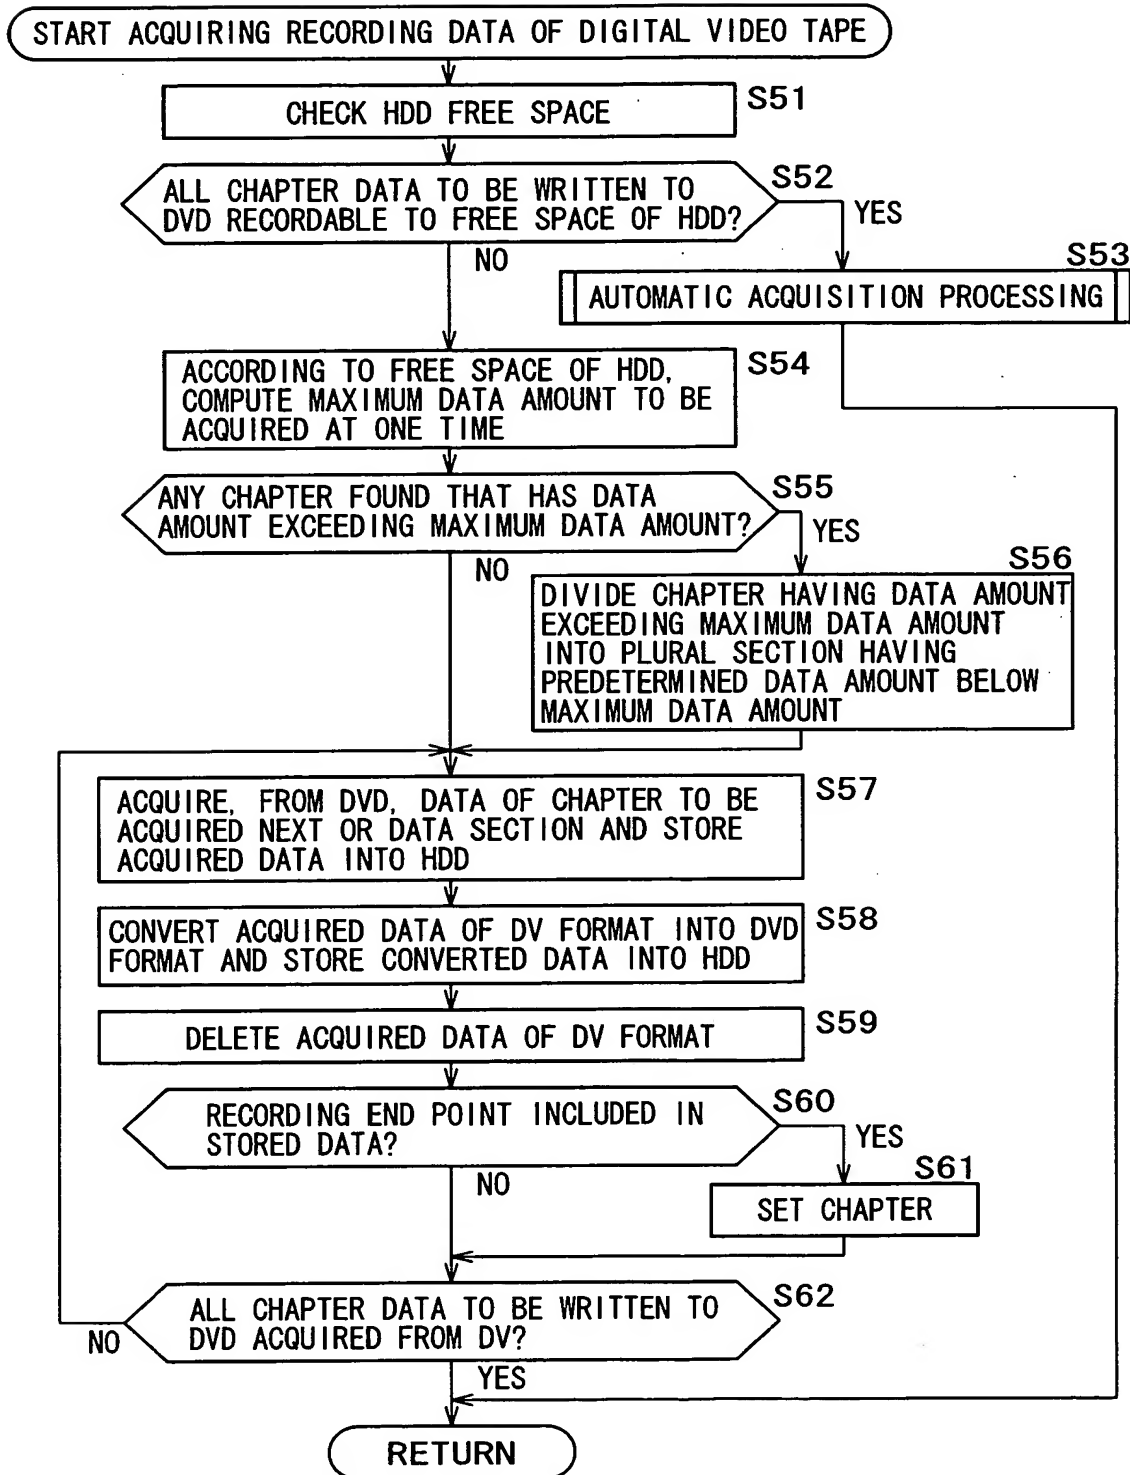 START ACQUIRING RECORDING DATA OF DIGITAL VIDEO TAPE
CHECK HDD FREE SPACE
S51
ALL CHAPTER DATA TO BE WRITTEN TO
DVD RECORDABLE TO FREE SPACE OF HDD?
S52
YES
NO
S53
AUTOMATIC ACQUISITION PROCESSING
ACCORDING TO FREE SPACE OF HDD,
COMPUTE MAXIMUM DATA AMOUNT TO BE
ACQUIRED AT ONE TIME
S54
ANY CHAPTER FOUND THAT HAS DATA
AMOUNT EXCEEDING MAXIMUM DATA AMOUNT?
S55
YES
NO
S56
DIVIDE CHAPTER HAVING DATA AMOUNT
EXCEEDING MAXIMUM DATA AMOUNT
INTO PLURAL SECTION HAVING
PREDETERMINED DATA AMOUNT BELOW
MAXIMUM DATA AMOUNT
ACQUIRE, FROM DVD, DATA OF CHAPTER TO BE
ACQUIRED NEXT OR DATA SECTION AND STORE
ACQUIRED DATA INTO HDD
S57
CONVERT ACQUIRED DATA OF DV FORMAT INTO DVD
FORMAT AND STORE CONVERTED DATA INTO HDD
S58
DELETE ACQUIRED DATA OF DV FORMAT
S59
RECORDING END POINT INCLUDED IN
STORED DATA?
S60
YES
NO
S61
SET CHAPTER
ALL CHAPTER DATA TO BE WRITTEN TO
DVD ACQUIRED FROM DV?
S62
NO
YES
RETURN